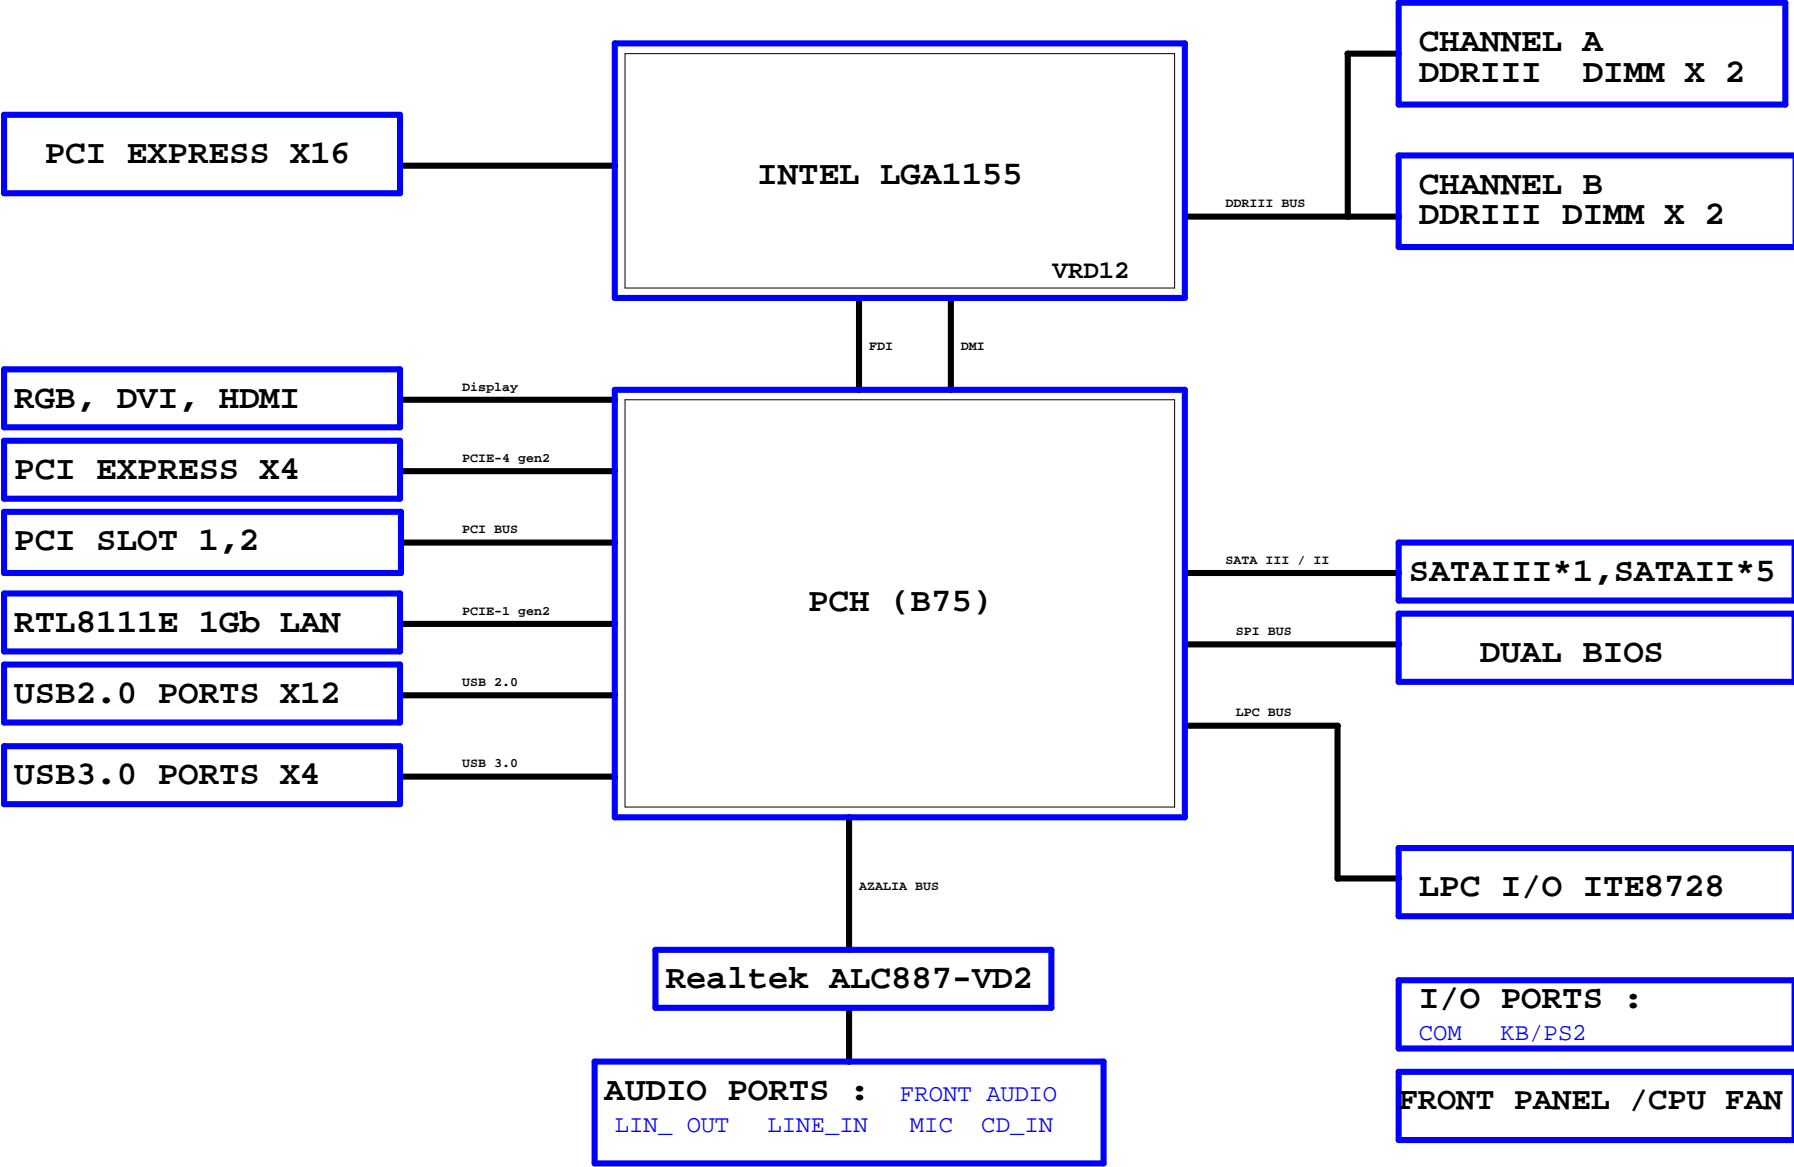 CHANNEL A
DDRIII DIMM X 2
PCI EXPRESS X16
INTEL LGA1155
VRD12
DDRIII BUS
CHANNEL B
DDRIII DIMM X 2
FDI
DMI
RGB, DVI, HDMI
Display
PCI EXPRESS X4
PCIE-4 gen2
PCI SLOT 1,2
PCI BUS
RTL8111E 1Gb LAN
PCIE-1 gen2
USB2.0 PORTS X12
USB 2.0
USB3.0 PORTS X4
USB 3.0
PCH (B75)
SATA III / II
SATAIII*1,SATAII*5
SPI BUS
DUAL BIOS
LPC BUS
LPC I/O ITE8728
AZALIA BUS
Realtek ALC887-VD2
AUDIO PORTS : FRONT AUDIO
LIN_ OUT LINE_IN MIC CD_IN
I/O PORTS :
COM KB/PS2
FRONT PANEL /CPU FAN